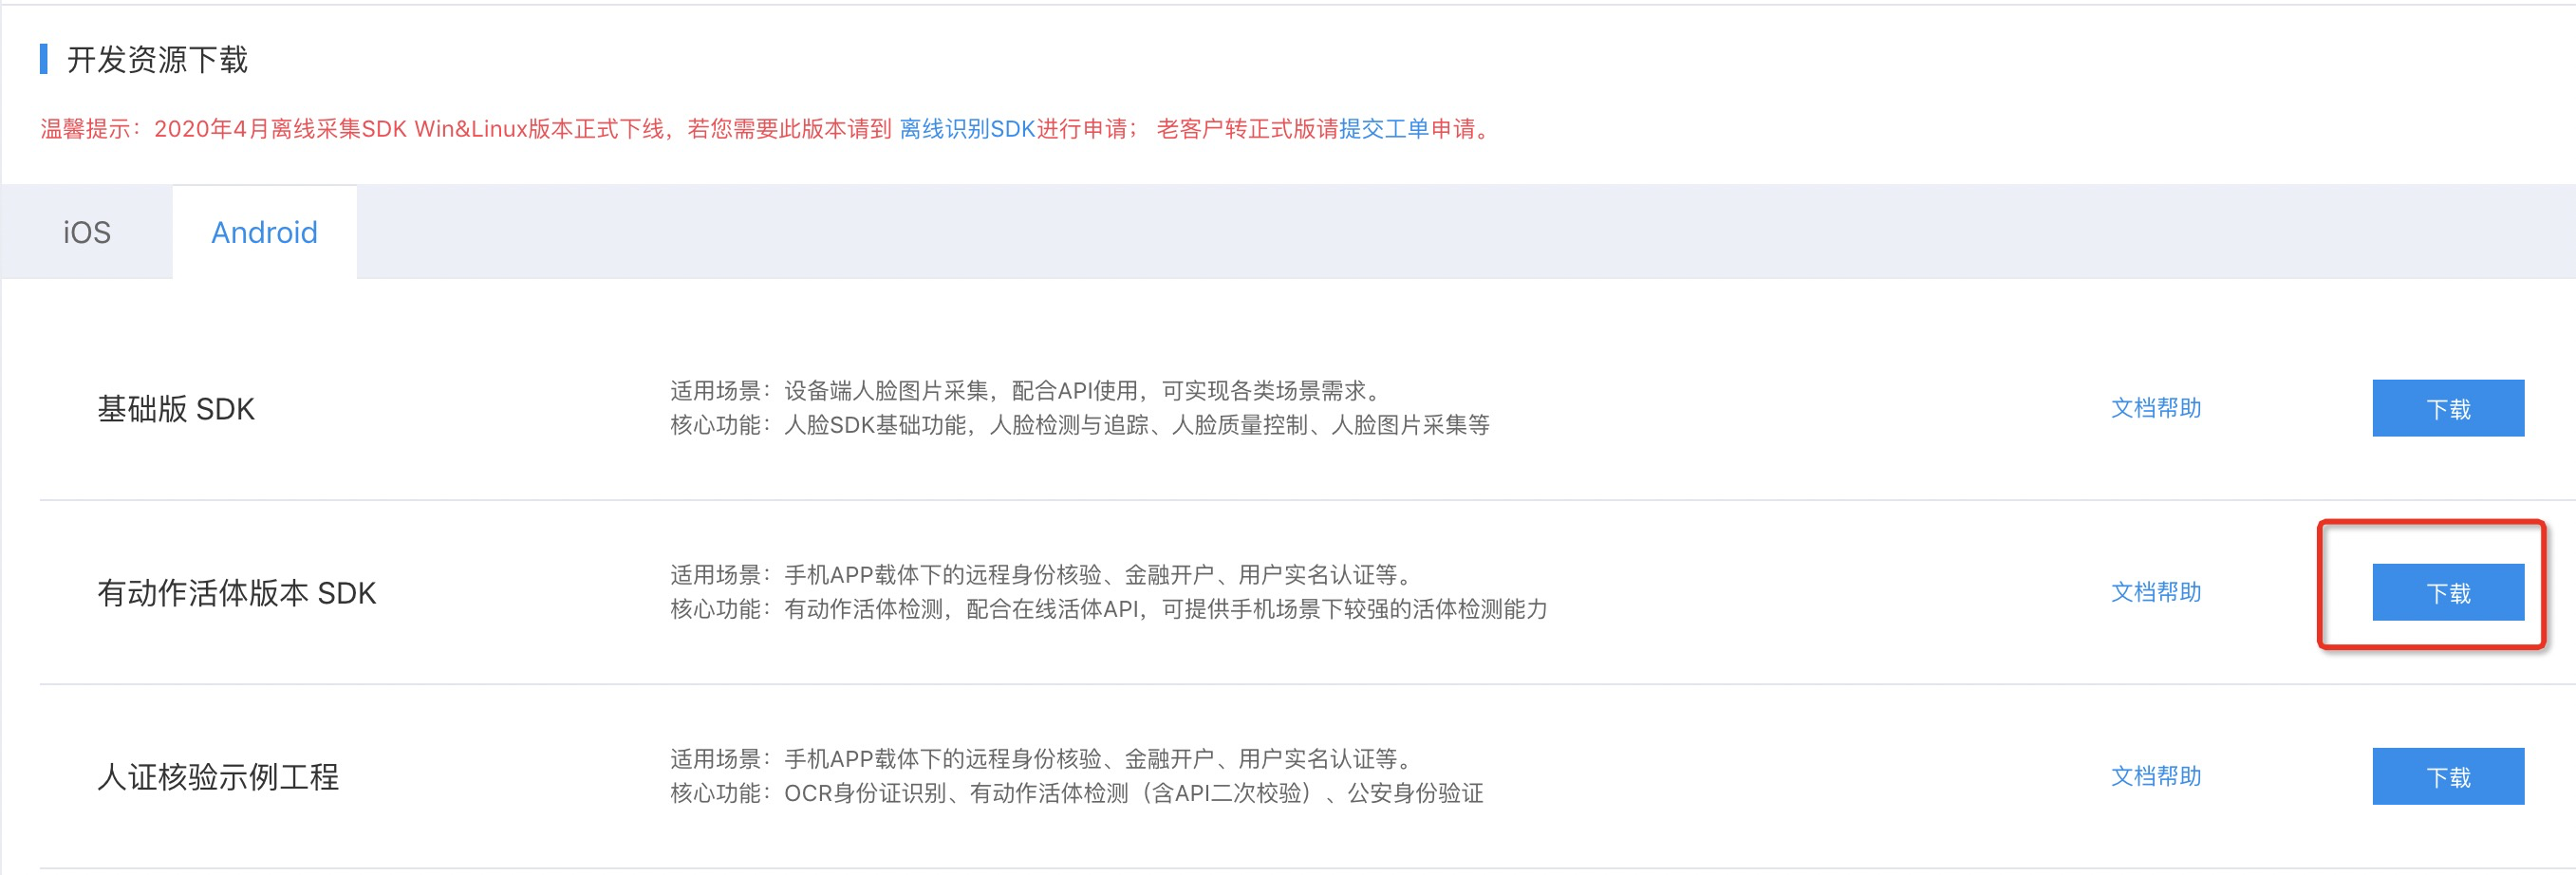 开发资源下载
温馨提示：2020年4月离线采集SDK Win&Linux版本正式下线，若您需要此版本请到 离线识别SDK进行申请； 老客户转正式版请提交工单申请。
iOS
Android
基础版 SDK
适用场景：设备端人脸图片采集，配合API使用，可实现各类场景需求。
核心功能：人脸SDK基础功能，人脸检测与追踪、人脸质量控制、人脸图片采集等
文档帮助
下载
有动作活体版本 SDK
适用场景：手机APP载体下的远程身份核验、金融开户、用户实名认证等。
核心功能：有动作活体检测，配合在线活体API，可提供手机场景下较强的活体检测能力
文档帮助
下载
人证核验示例工程
适用场景：手机APP载体下的远程身份核验、金融开户、用户实名认证等。
核心功能：OCR身份证识别、有动作活体检测（含API二次校验）、公安身份验证
文档帮助
下载